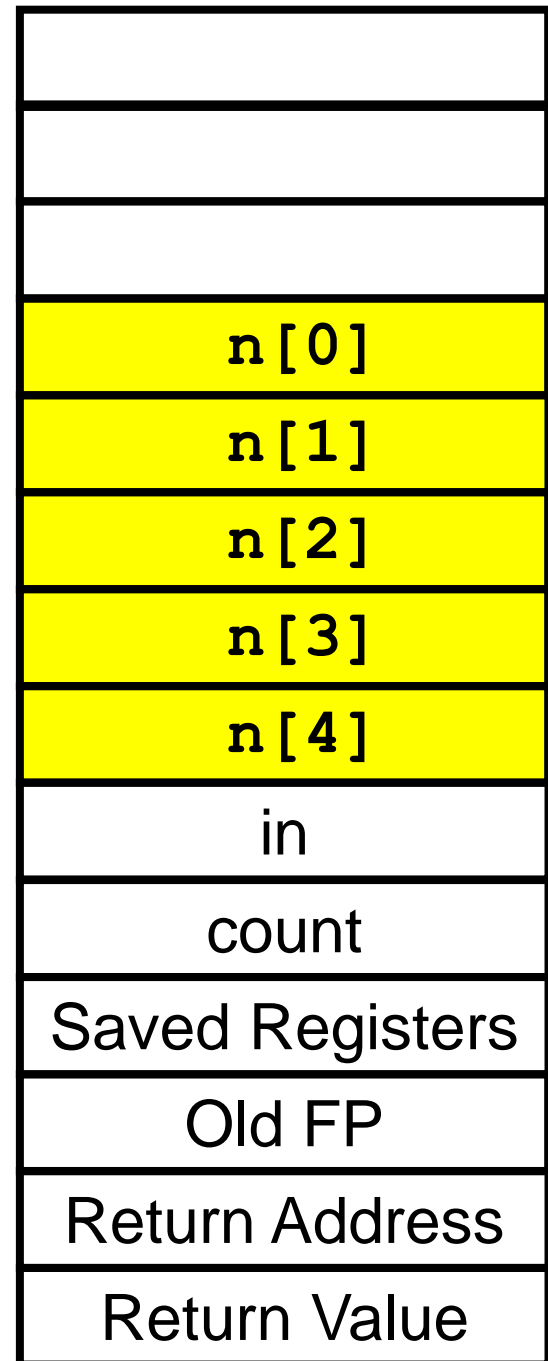 n[0]
n[1]
n[2]
n[3]
n[4]
in
count
Saved Registers
Old FP
Return Address
Return Value